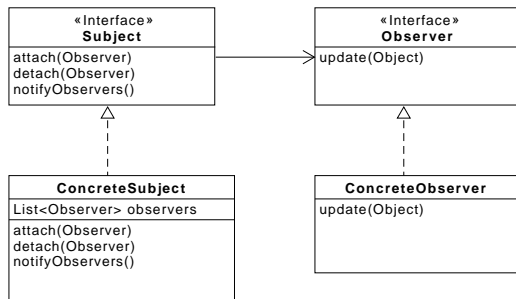 «Interface»
Subject
attach(Observer)
detach(Observer)
notifyObservers()
«Interface»
Observer
update(Object)
ConcreteSubject
List<Observer> observers
attach(Observer)
detach(Observer)
notifyObservers()
ConcreteObserver
update(Object)